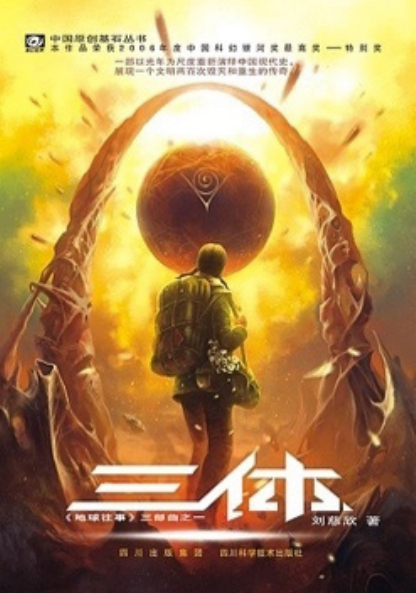 中国原创基石丛书
本作品荣获2006年度中国科幻银河奖最高奖——特别奖
一部以光年为尺度重新演绎中国现代史，
展现一个文明两百次毁灭和重生的传奇。
三体
《地球往事》三部曲之一
刘慈欣 著
四川出版集团 四川科学技术出版社